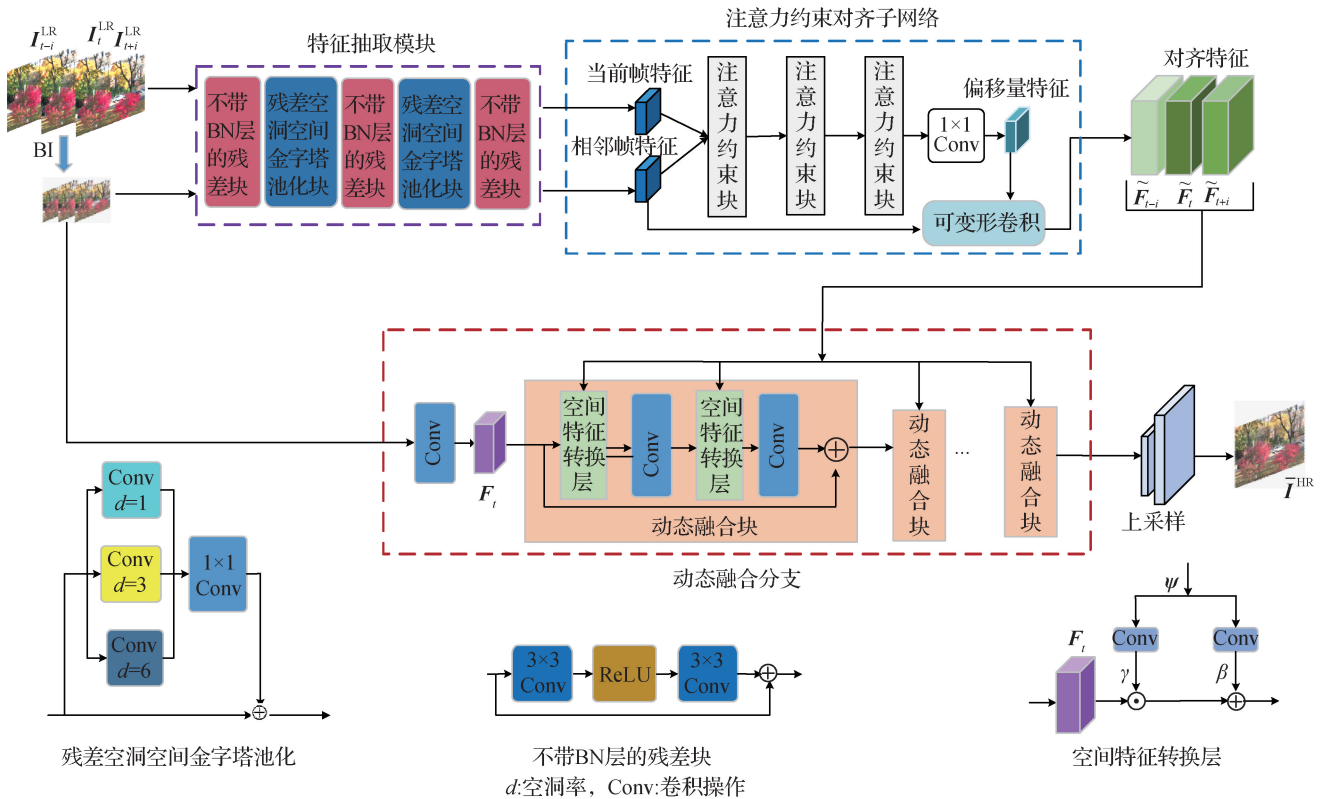 I_{t-i}^{LR} I_t^{LR} I_{t+i}^{LR}
BI
特征抽取模块
不带BN层的残差块
残差空洞空间金字塔池化块
不带BN层的残差块
残差空洞空间金字塔池化块
不带BN层的残差块
注意力约束对齐子网络
当前帧特征
相邻帧特征
注意力约束块
注意力约束块
注意力约束块
1×1
Conv
偏移量特征
可变形卷积
对齐特征
F̃_{t-i} F̃_t F̃_{t+i}
Conv
F_t
空间特征转换层
Conv
空间特征转换层
Conv
动态融合块
动态融合块
...
动态融合块
动态融合分支
上采样
Ī^{HR}
Conv
d=1
Conv
d=3
Conv
d=6
1×1
Conv
残差空洞空间金字塔池化
3×3
Conv
ReLU
3×3
Conv
不带BN层的残差块
ψ
F_t
Conv
Conv
γ
β
空间特征转换层
d:空洞率，Conv:卷积操作